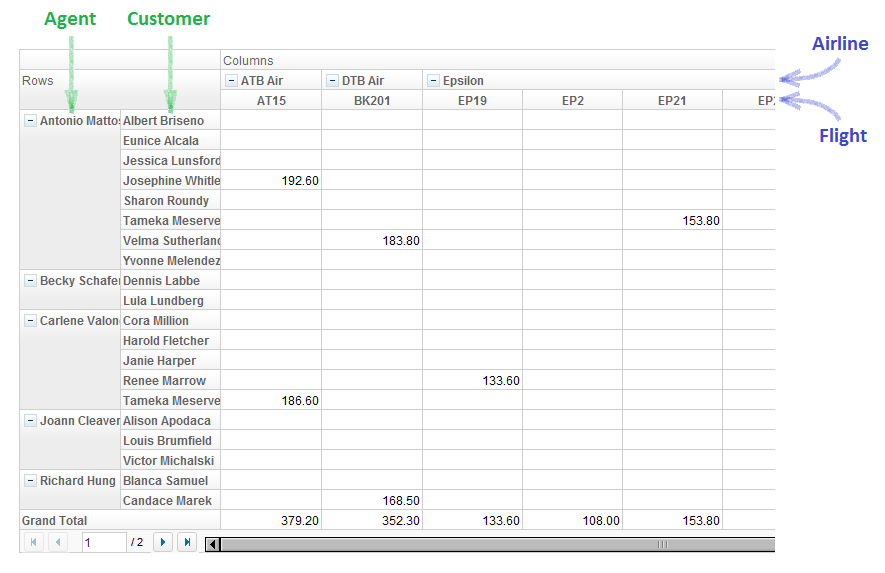 Agent Customer
Airline
Columns
Rows ATB Air DTB Air Epsilon
AT15 BK201 EP19 EP2 EP21
Flight
Antonio Mattos Albert Briseno
Eunice Alcala
Jessica Lunsford
Josephine Whitle 192.60
Sharon Roundy
Tameka Meserve 153.80
Velma Sutherland 183.80
Yvonne Melendez
Becky Schafer Dennis Labbe
Lula Lundberg
Carlene Valon Cora Million
Harold Fletcher
Janie Harper
Renee Marrow 133.60
Tameka Meserve 186.60
Joann Cleaver Alison Apodaca
Louis Brumfield
Victor Michalski
Richard Hung Blanca Samuel
Candace Marek 168.50
Grand Total 379.20 352.30 133.60 108.00 153.80
1 / 2